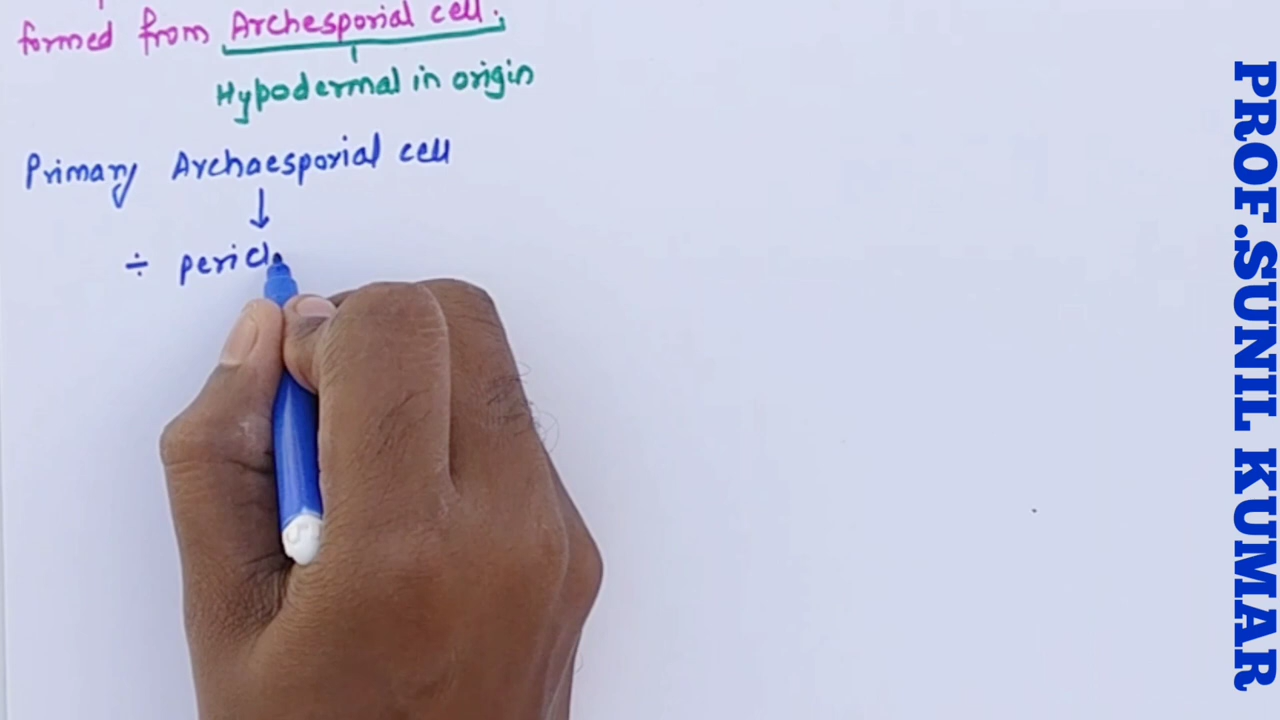 formed from Archesporial cell.
Hypodermal in origin
Primary Archaesporial cell
↓
÷ pericl
PROF.SUNIL KUMAR